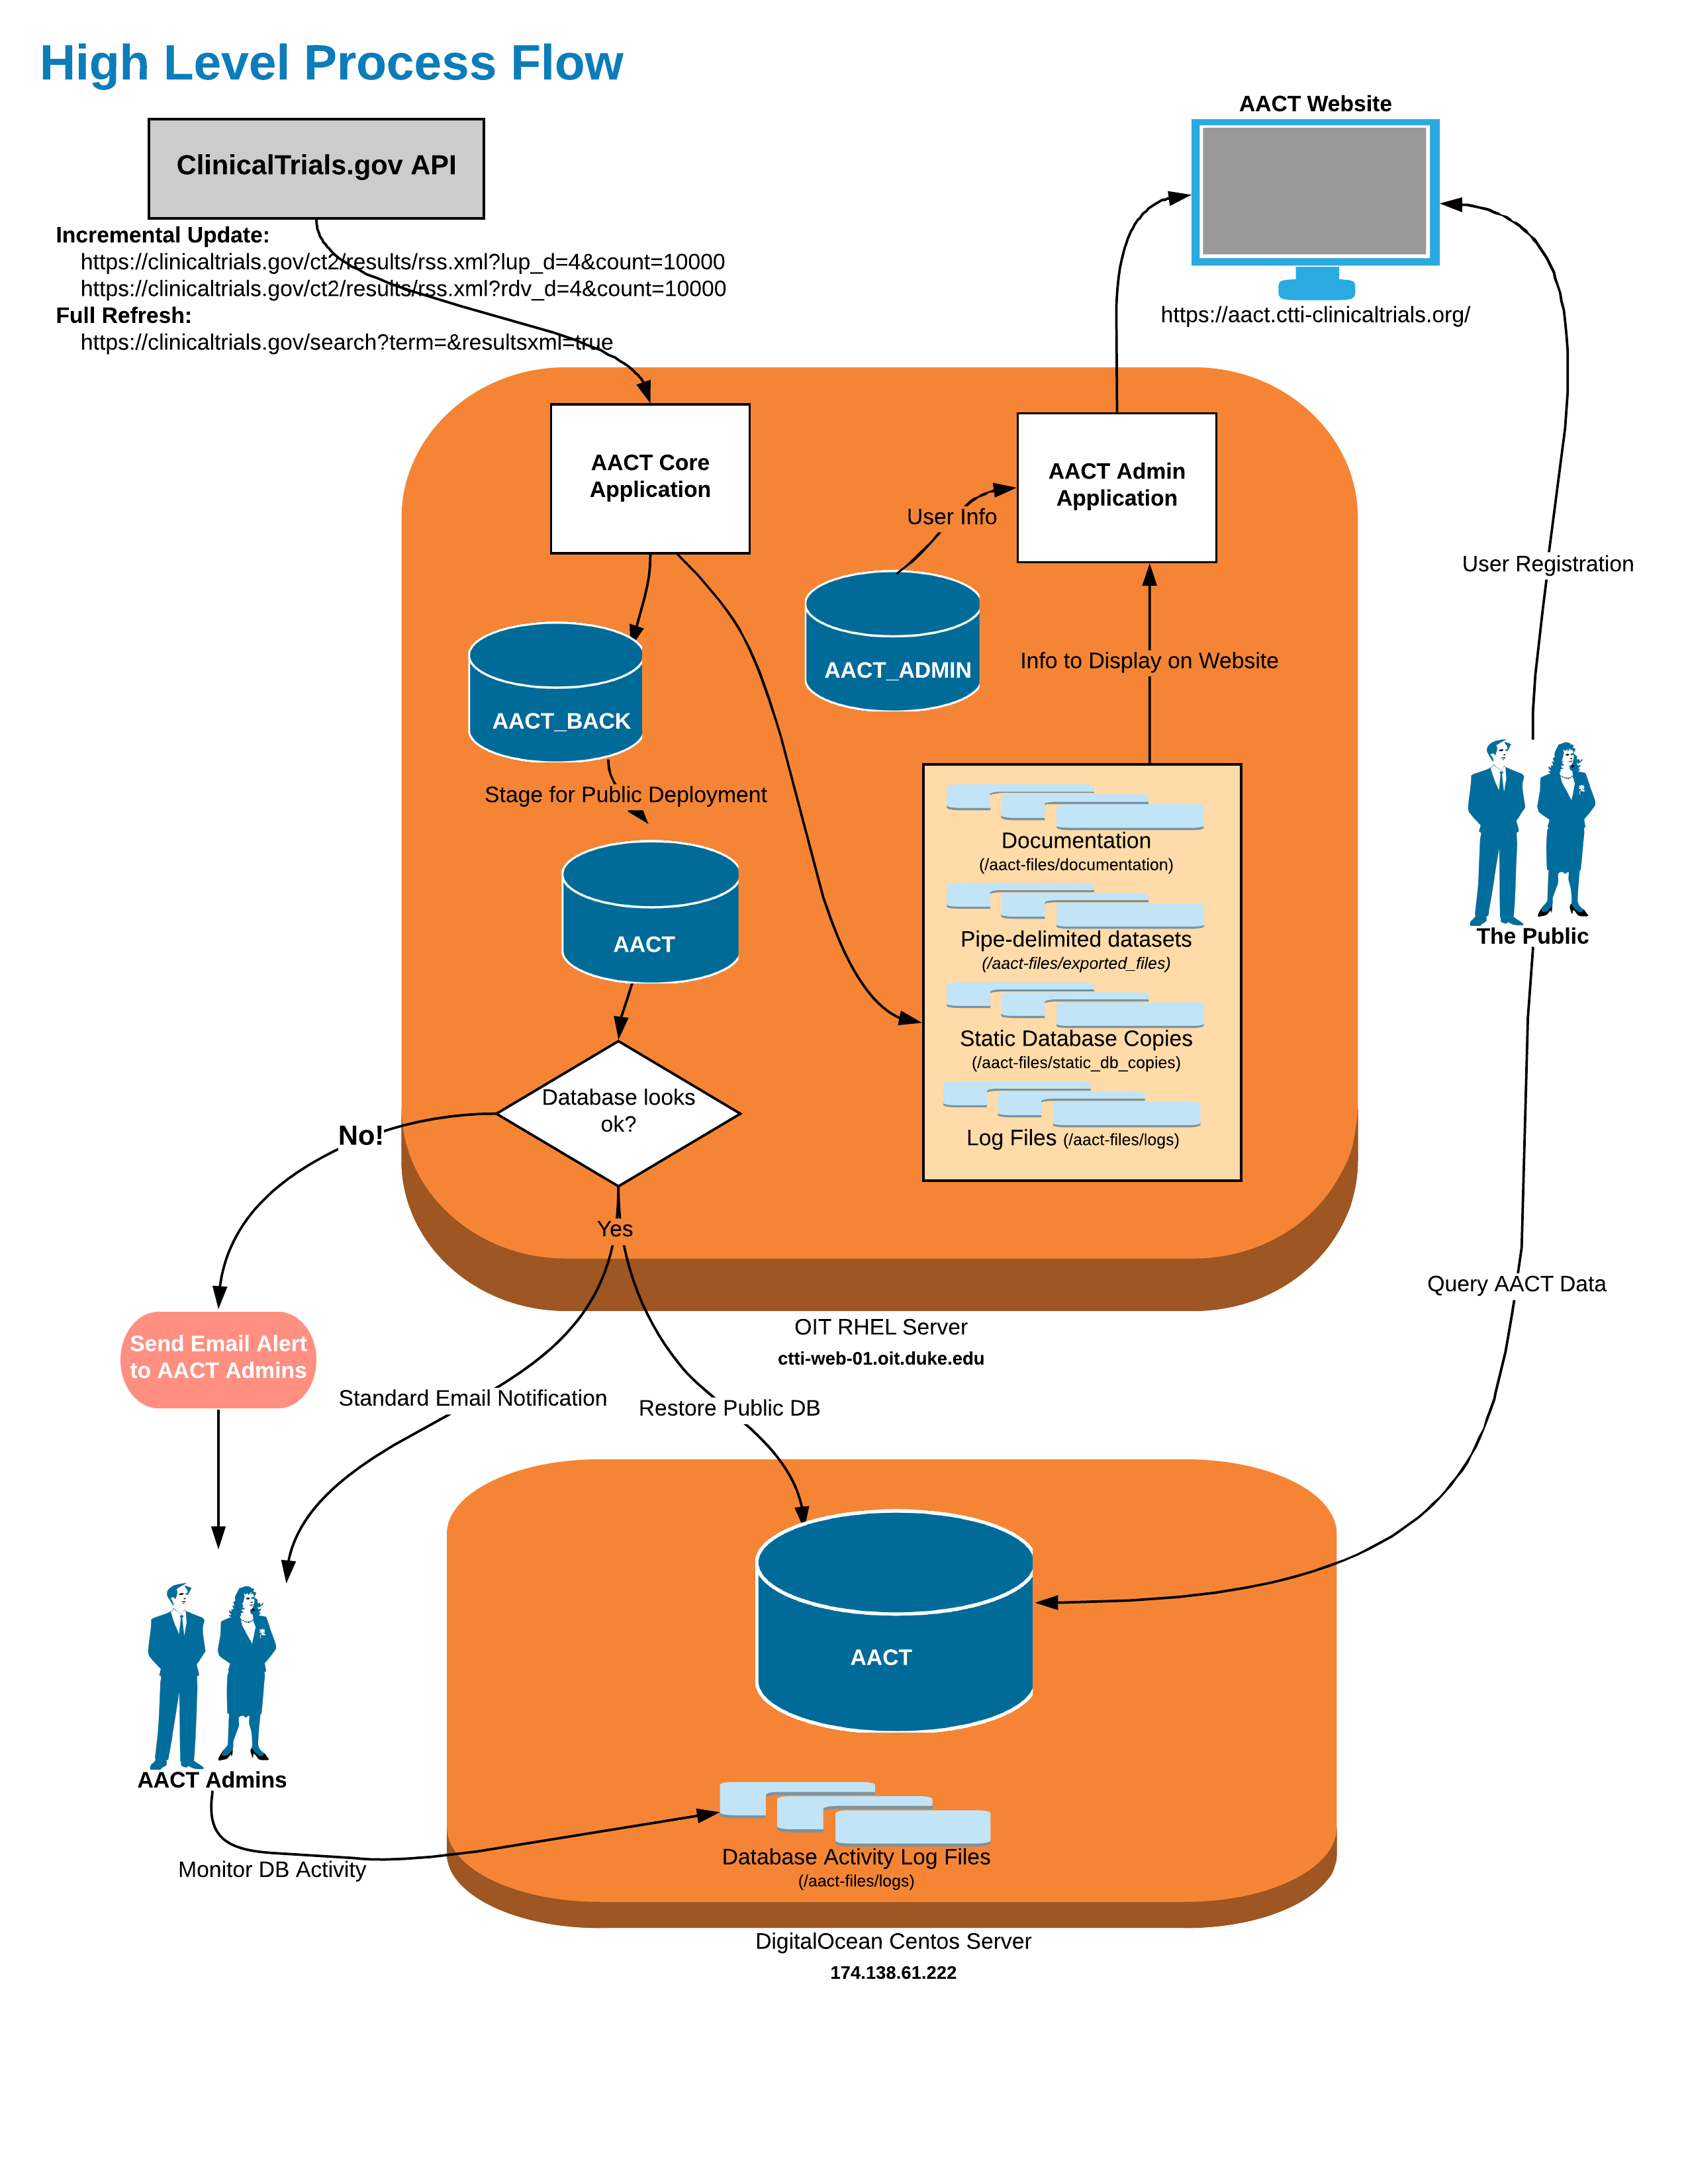 High Level Process Flow
AACT Website
ClinicalTrials.gov API
Incremental Update:
https://clinicaltrials.gov/ct2/results/rss.xml?lup_d=4&count=10000
https://clinicaltrials.gov/ct2/results/rss.xml?rdv_d=4&count=10000
Full Refresh:
https://clinicaltrials.gov/search?term=&resultsxml=true
https://aact.ctti-clinicaltrials.org/
AACT Core
Application
AACT Admin
Application
User Info
User Registration
AACT_ADMIN
Info to Display on Website
AACT_BACK
Stage for Public Deployment
Documentation
(/aact-files/documentation)
Pipe-delimited datasets
(/aact-files/exported_files)
Static Database Copies
(/aact-files/static_db_copies)
Log Files (/aact-files/logs)
The Public
AACT
Database looks
ok?
No!
Yes
Query AACT Data
OIT RHEL Server
ctti-web-01.oit.duke.edu
Send Email Alert
to AACT Admins
Standard Email Notification
Restore Public DB
AACT
AACT Admins
Monitor DB Activity
Database Activity Log Files
(/aact-files/logs)
DigitalOcean Centos Server
174.138.61.222